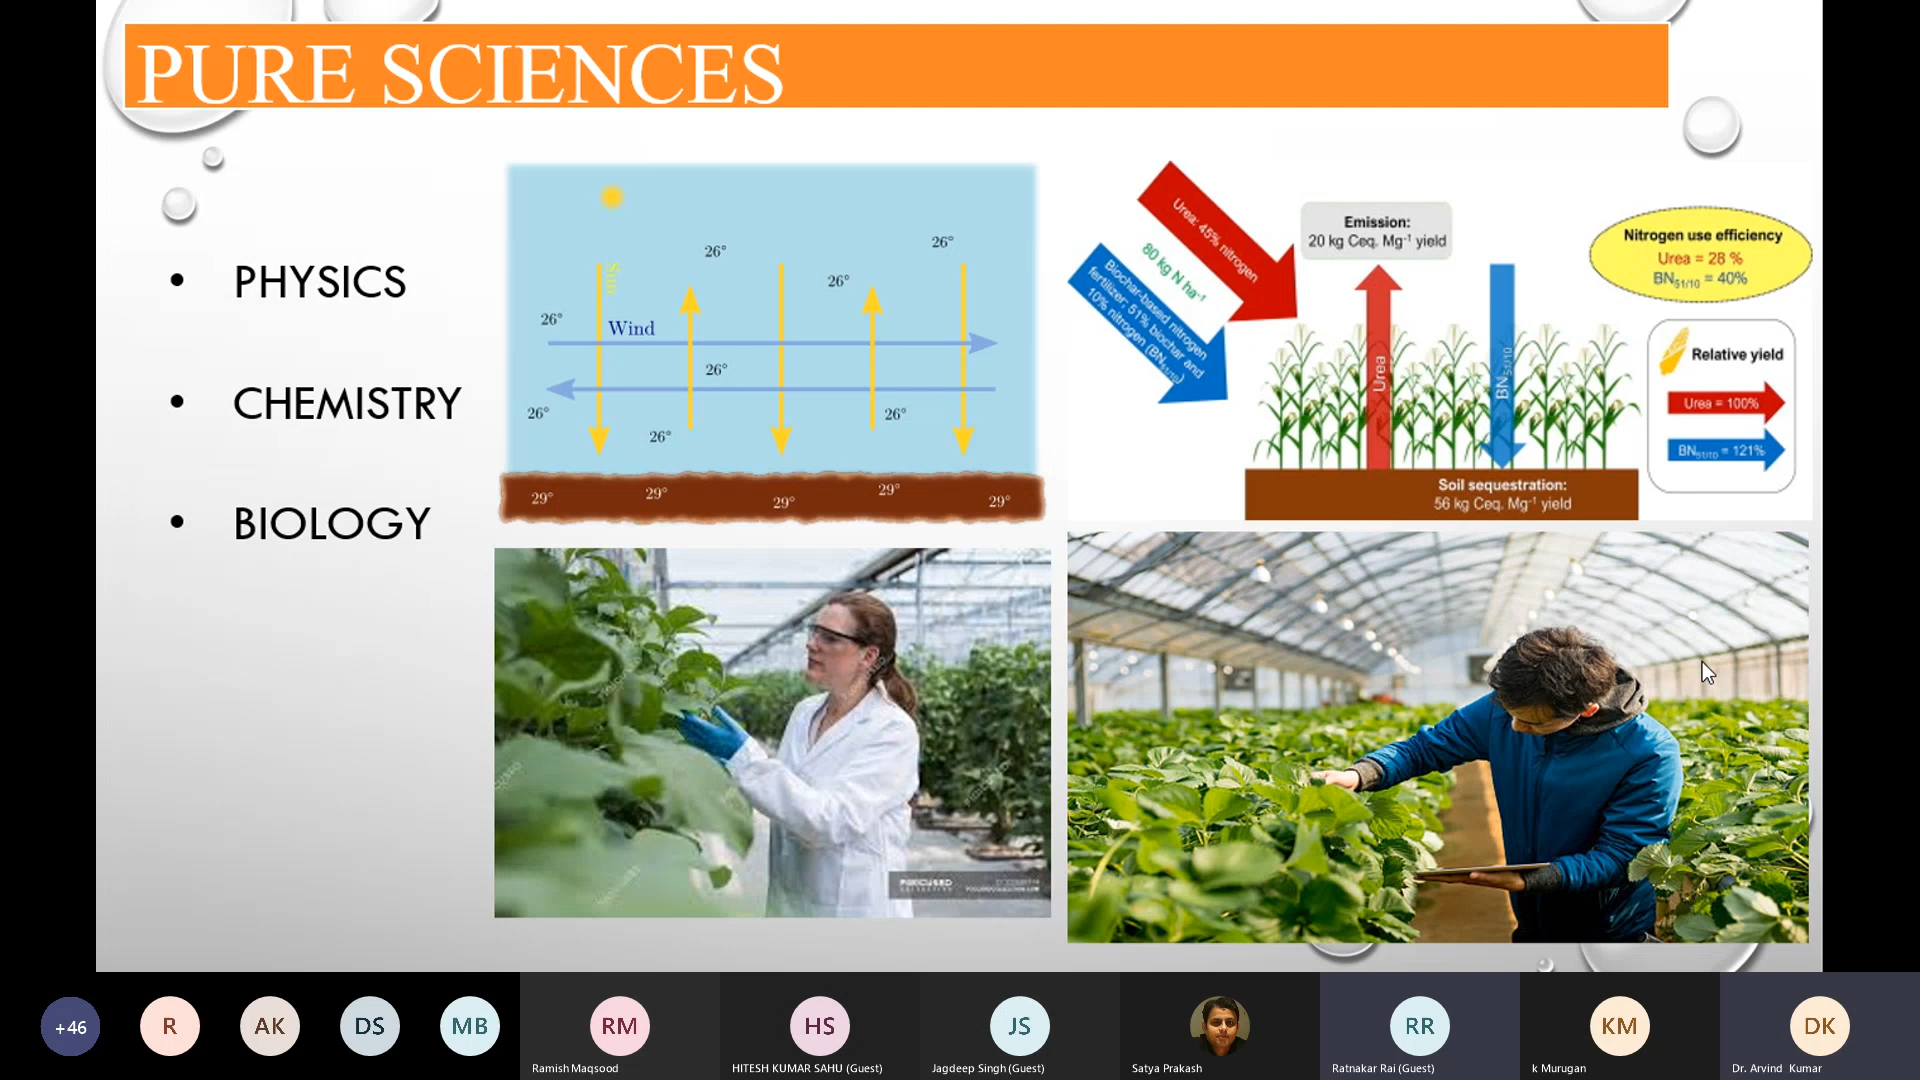 PURE SCIENCES
• PHYSICS
• CHEMISTRY
• BIOLOGY
Sun
26°
26°
26°
26°
Wind
26°
26°
26°
26°
29°
29°
29°
29°
29°
Urea: 45% nitrogen
80 kg N ha⁻¹
Biochar-based nitrogen
fertilizer; 51% biochar and
10% nitrogen (BN51/10)
Emission:
20 kg Ceq. Mg⁻¹ yield
Urea
BN51/10
Nitrogen use efficiency
Urea = 28 %
BN51/10 = 40%
Relative yield
Urea = 100%
BN51/10 = 121%
Soil sequestration:
56 kg Ceq. Mg⁻¹ yield
+46
R
AK
DS
MB
RM
HS
JS
RR
KM
DK
Ramish Maqsood
HITESH KUMAR SAHU (Guest)
Jagdeep Singh (Guest)
Satya Prakash
Ratnakar Rai (Guest)
k Murugan
Dr. Arvind Kumar